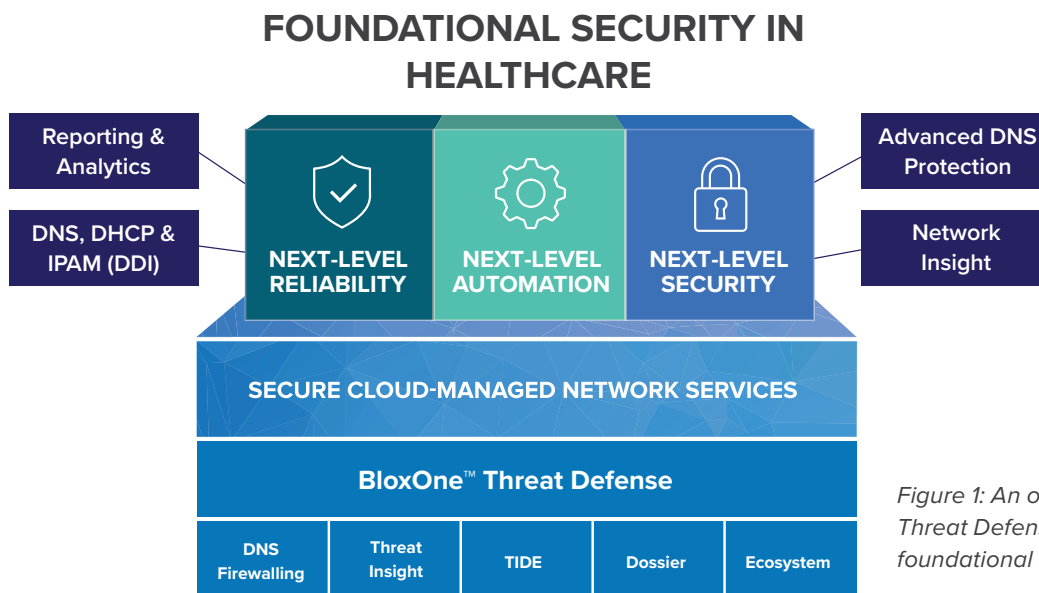 FOUNDATIONAL SECURITY IN
HEALTHCARE
Reporting &
Analytics
DNS, DHCP &
IPAM (DDI)
NEXT-LEVEL
RELIABILITY
NEXT-LEVEL
AUTOMATION
NEXT-LEVEL
SECURITY
Advanced DNS
Protection
Network
Insight
SECURE CLOUD-MANAGED NETWORK SERVICES
BloxOne™ Threat Defense
DNS
Firewalling
Threat
Insight
TIDE
Dossier
Ecosystem
Figure 1: An
Threat
foundational